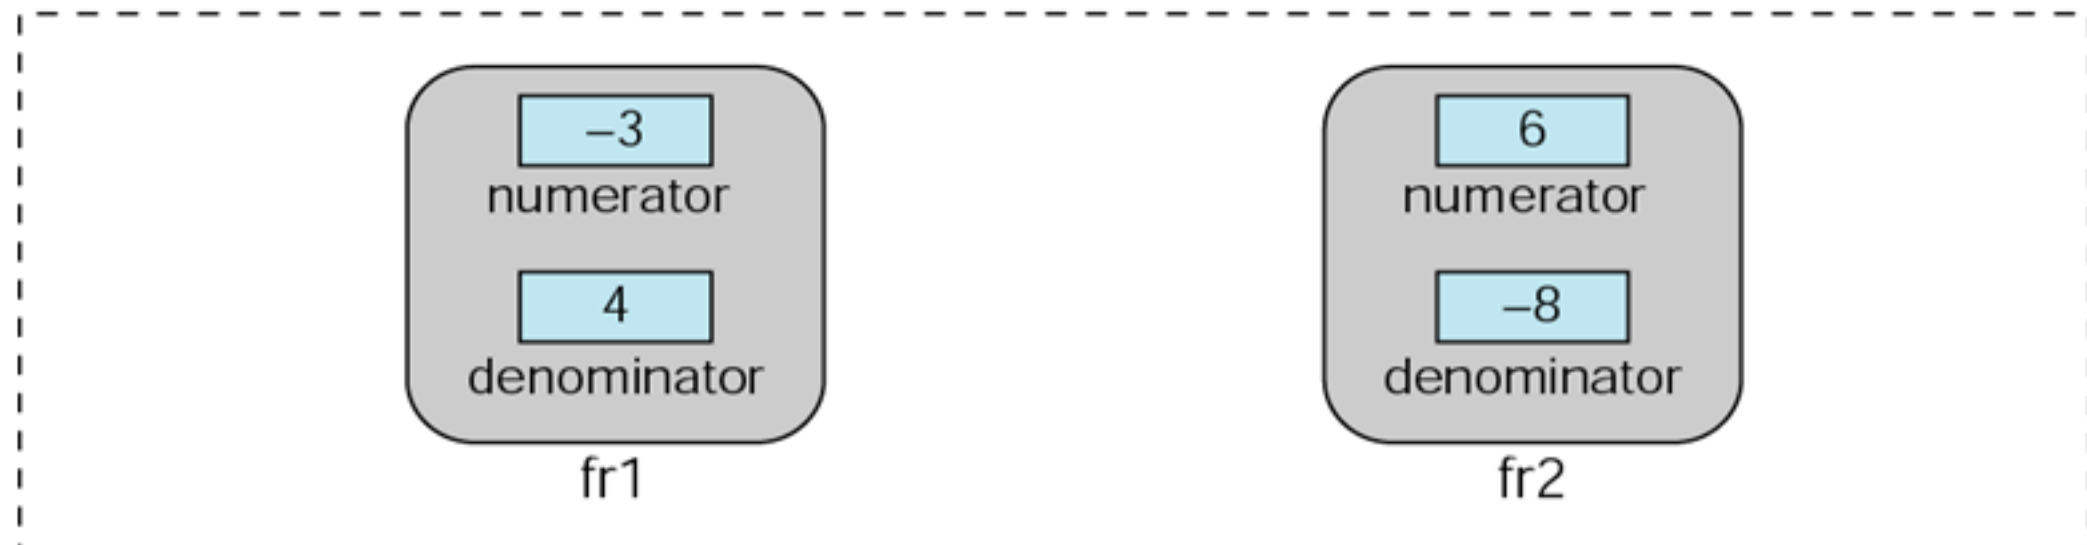 –3
numerator
4
denominator
fr1
6
numerator
–8
denominator
fr2